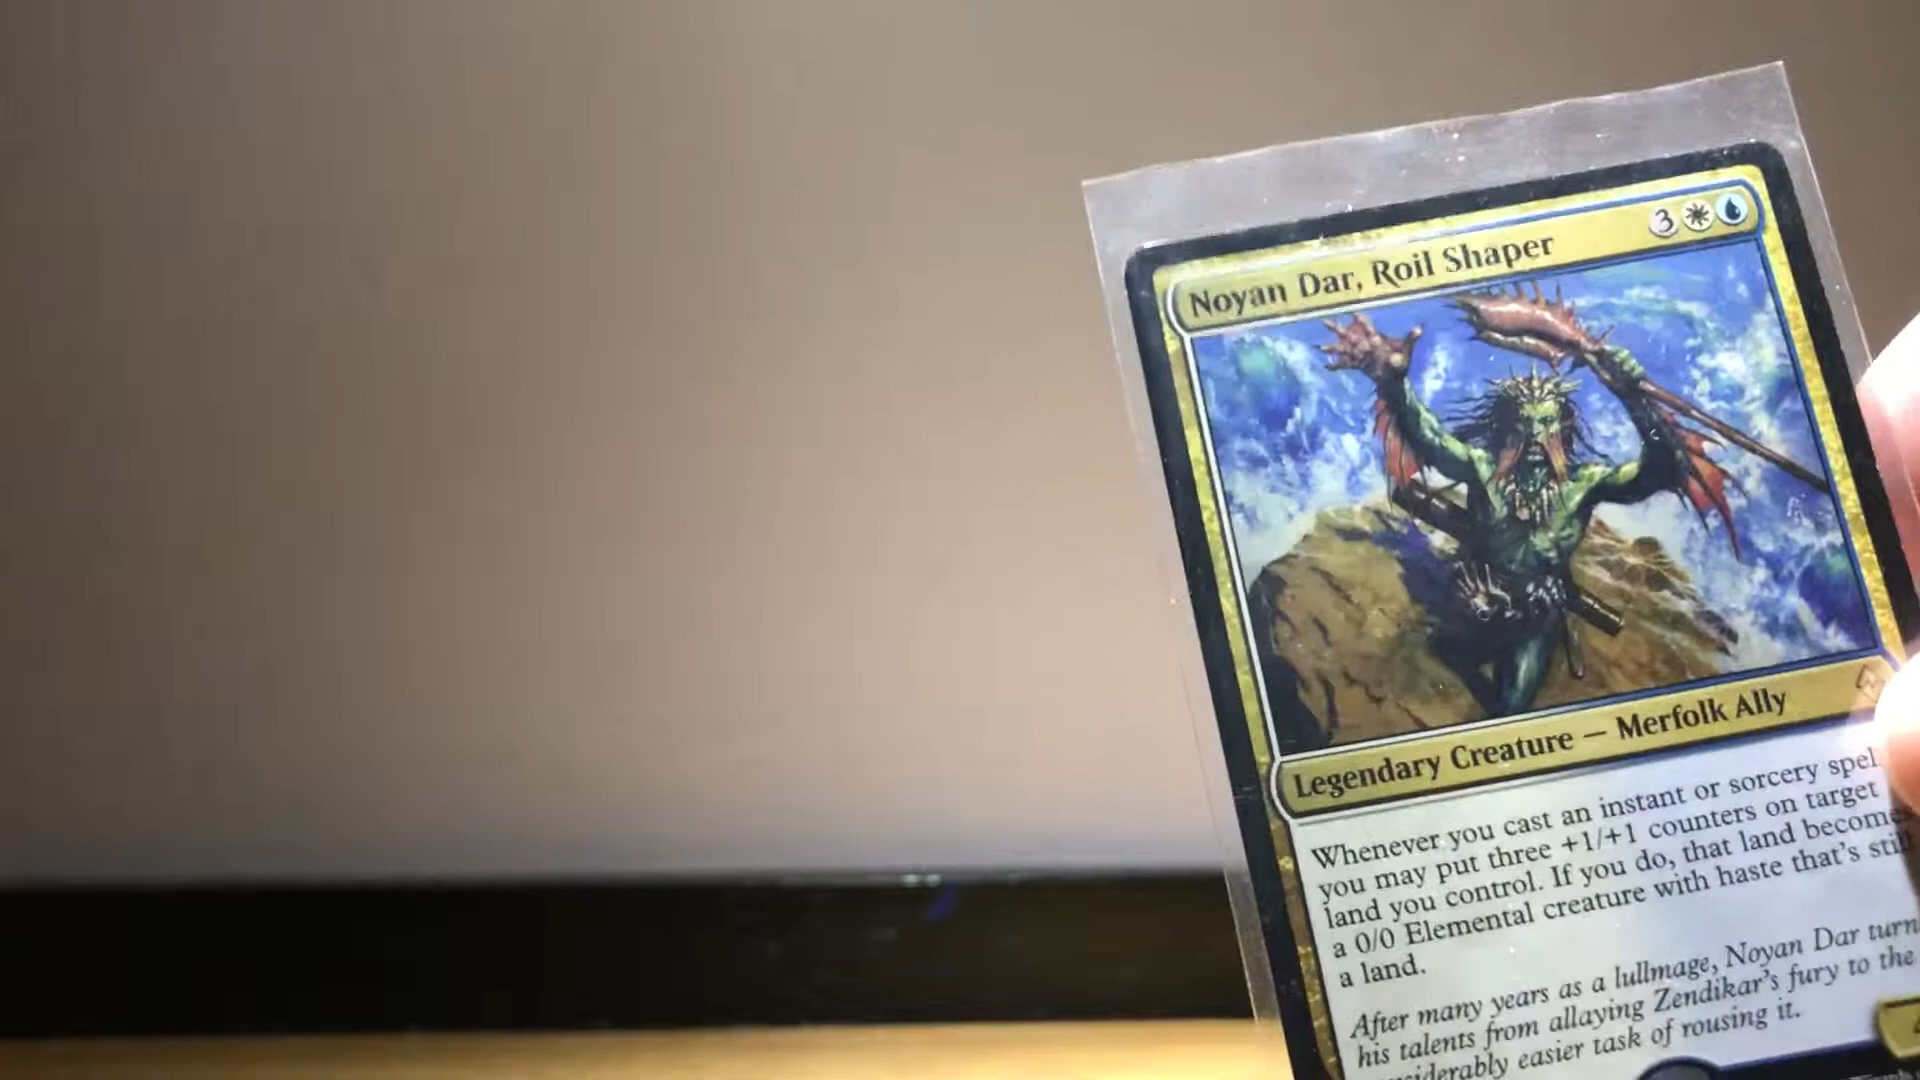 Noyan Dar, Roil Shaper 3
Legendary Creature — Merfolk Ally
Whenever you cast an instant or sorcery spel
you may put three +1/+1 counters on target
land you control. If you do, that land become
a 0/0 Elemental creature with haste that's still
a land.
After many years as a lullmage, Noyan Dar turn
his talents from allaying Zendikar's fury to the
easier task of rousing it.